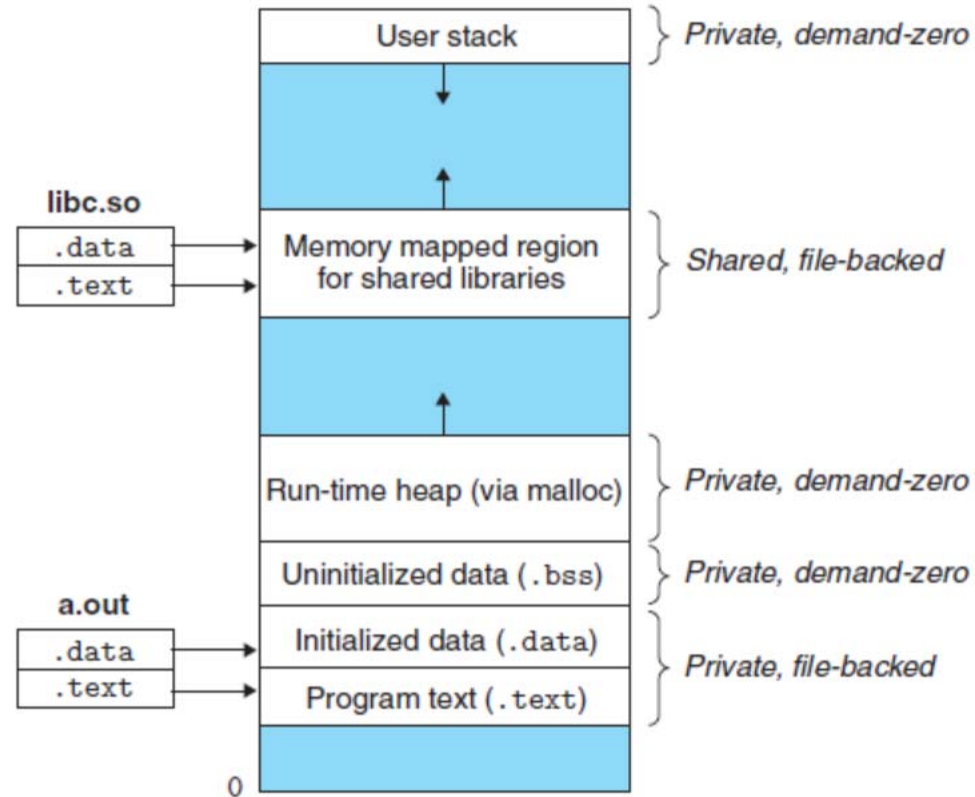 User stack
Private, demand-zero
libc.so
.data
.text
Memory mapped region
for shared libraries
Shared, file-backed
Run-time heap (via malloc)
Private, demand-zero
Uninitialized data (.bss)
Private, demand-zero
a.out
.data
.text
Initialized data (.data)
Program text (.text)
Private, file-backed
0